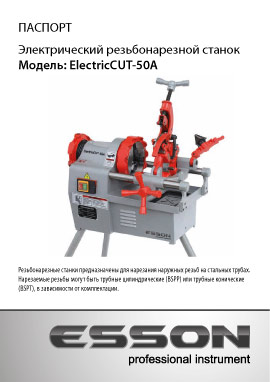 ПАСПОРТ
Электрический резьбонарезной станок
Модель: ElectricCUT-50A
Резьбонарезные станки предназначены для нарезания наружных резьб на стальных трубах.
Нарезаемые резьбы могут быть трубные цилиндрические (BSPP) или трубные конические
(BSPT), в зависимости от комплектации.
ESSON
professional instrument